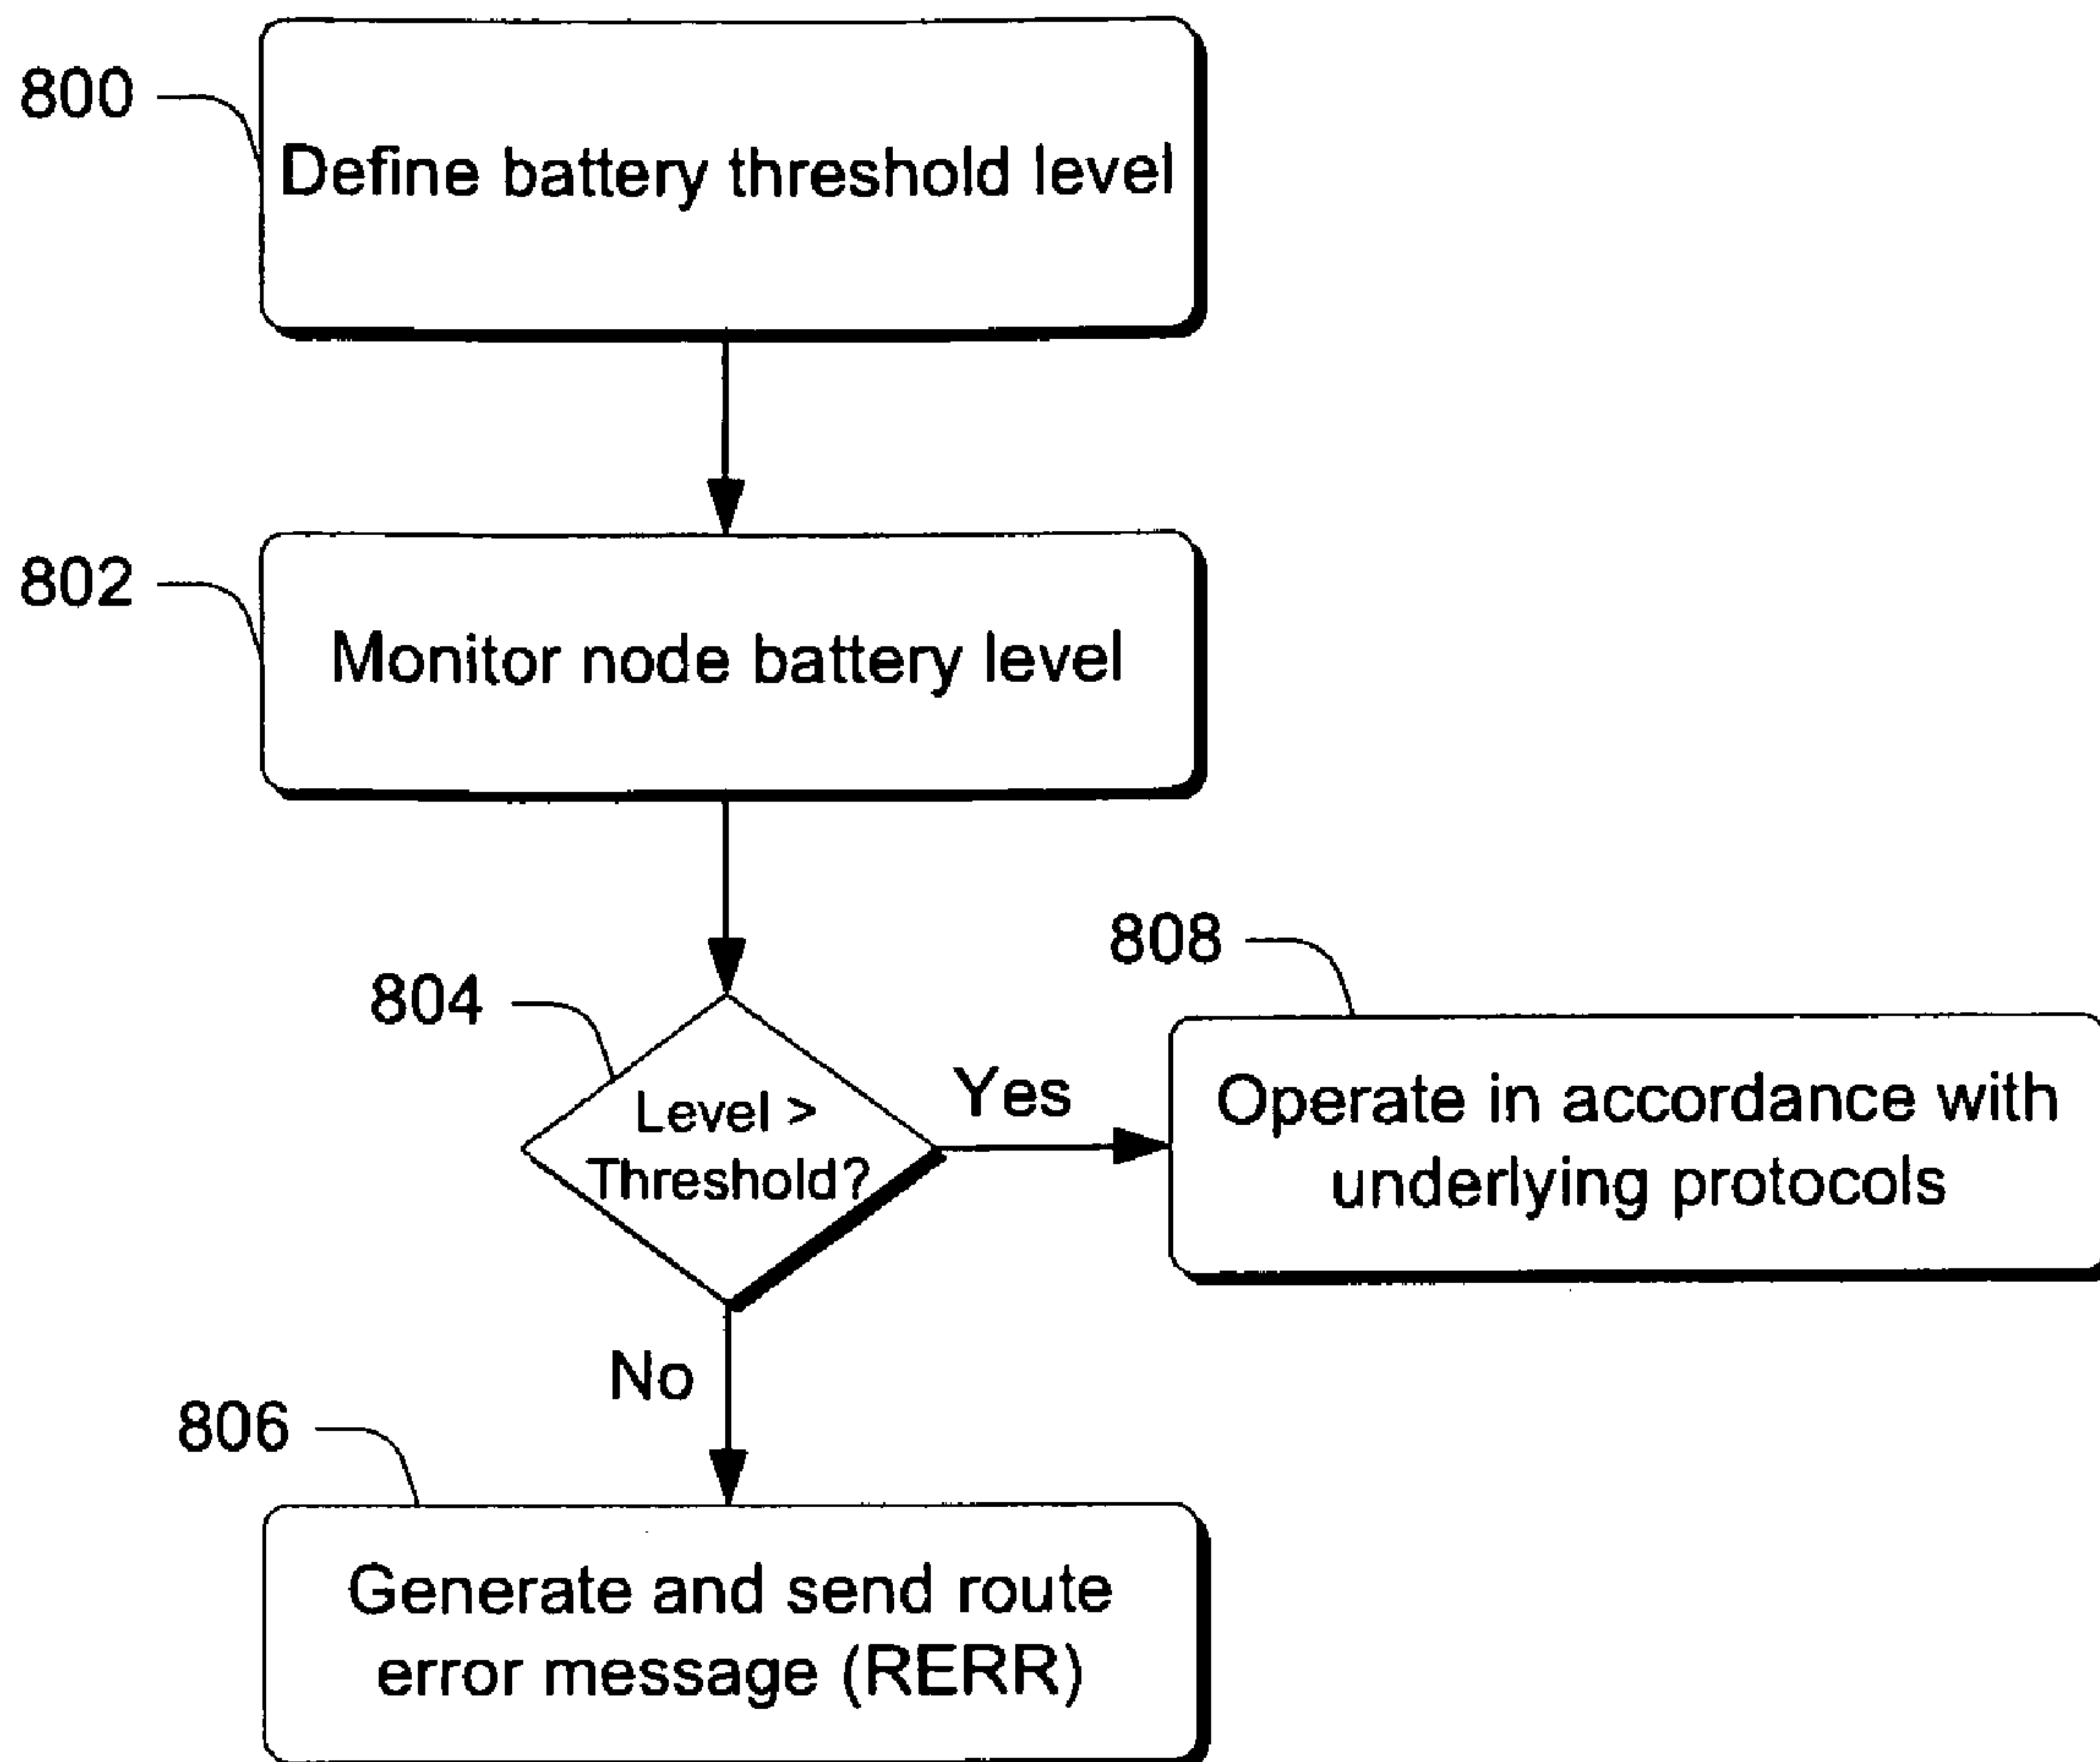 800
Define battery threshold level
802
Monitor node battery level
804
Level >
Threshold?
Yes
808
Operate in accordance with
underlying protocols
No
806
Generate and send route
error message (RERR)